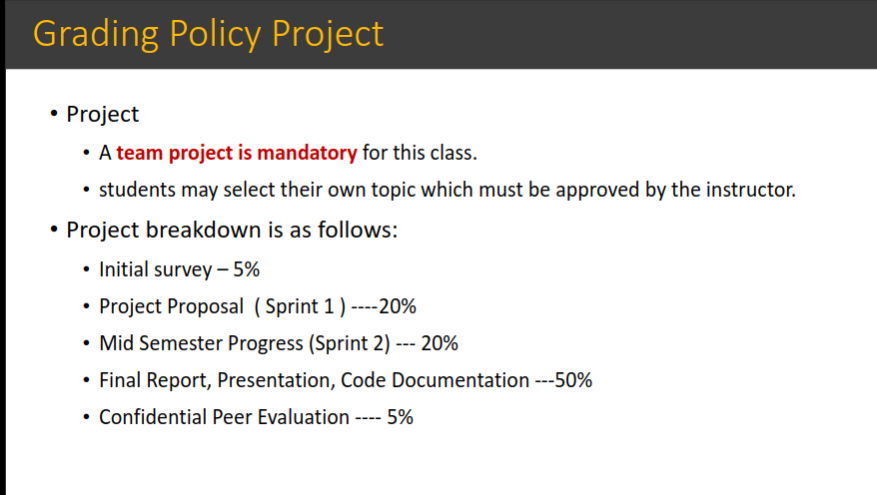 Grading Policy Project
• Project
• A team project is mandatory for this class.
• students may select their own topic which must be approved by the instructor.
• Project breakdown is as follows:
• Initial survey – 5%
• Project Proposal ( Sprint 1 ) ----20%
• Mid Semester Progress (Sprint 2) --- 20%
• Final Report, Presentation, Code Documentation ---50%
• Confidential Peer Evaluation ---- 5%